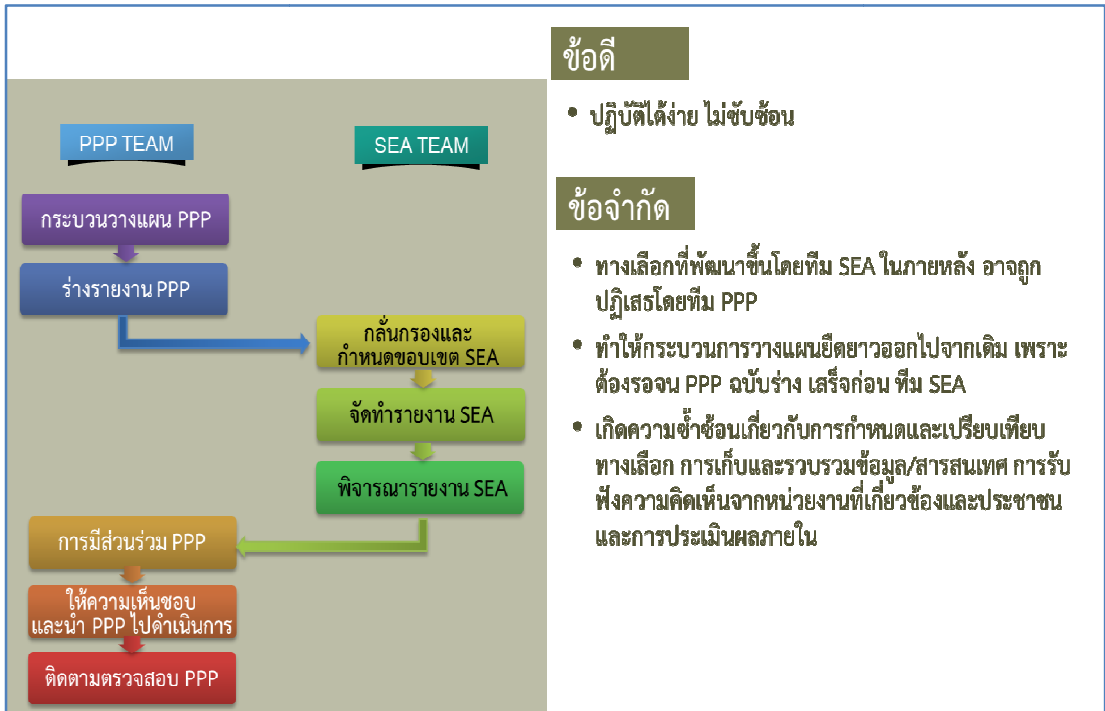 PPP TEAM
SEA TEAM
กระบวนวางแผน PPP
ร่างรายงาน PPP
กลั่นกรองและ
กำหนดขอบเขต SEA
จัดทำรายงาน SEA
พิจารณารายงาน SEA
การมีส่วนร่วม PPP
ให้ความเห็นชอบ
และนำ PPP ไปดำเนินการ
ติดตามตรวจสอบ PPP
ข้อดี
• ปฏิบัติได้ง่าย ไม่ซับซ้อน
ข้อจำกัด
• ทางเลือกที่พัฒนาขึ้นโดยทีม SEA ในภายหลัง อาจถูก
ปฏิเสธโดยทีม PPP
• ทำให้กระบวนการวางแผนยืดยาวออกไปจากเดิม เพราะ
ต้องรอจน PPP ฉบับร่าง เสร็จก่อน ทีม SEA
• เกิดความซ้ำซ้อนเกี่ยวกับการกำหนดและเปรียบเทียบ
ทางเลือก การเก็บและรวบรวมข้อมูล/สารสนเทศ การรับ
ฟังความคิดเห็นจากหน่วยงานที่เกี่ยวข้องและประชาชน
และการประเมินผลภายใน